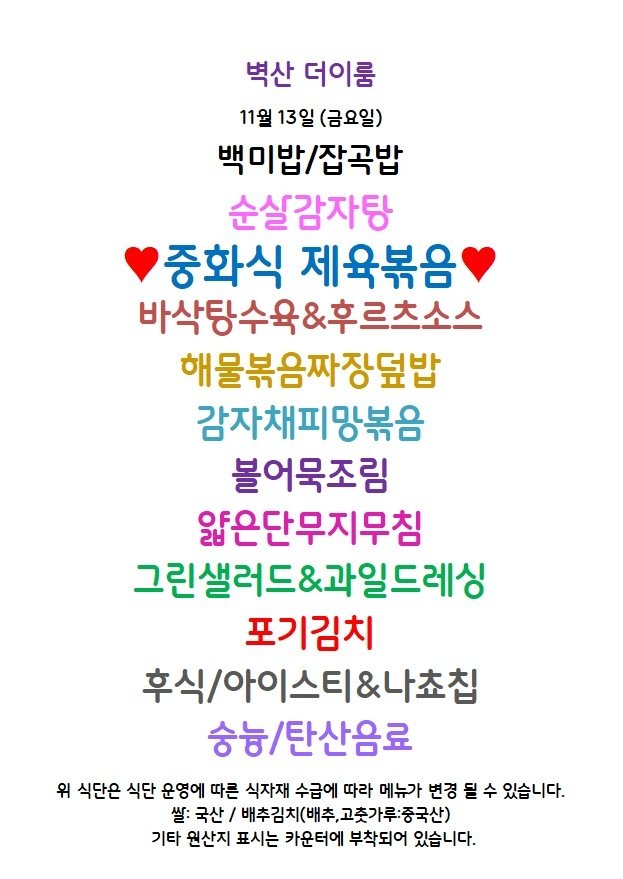 벽산 더이룸
11월 13일 (금요일)
백미밥/잡곡밥
순살감자탕
♥중화식 제육볶음♥
바삭탕수육&후르츠소스
해물볶음짜장덮밥
감자채피망볶음
볼어묵조림
얇은단무지무침
그린샐러드&과일드레싱
포기김치
후식/아이스티&나쵸칩
숭늉/탄산음료
위 식단은 식단 운영에 따른 식자재 수급에 따라 메뉴가 변경 될 수 있습니다.
쌀: 국산 / 배추김치(배추,고춧가루:중국산)
기타 원산지 표시는 카운터에 부착되어 있습니다.